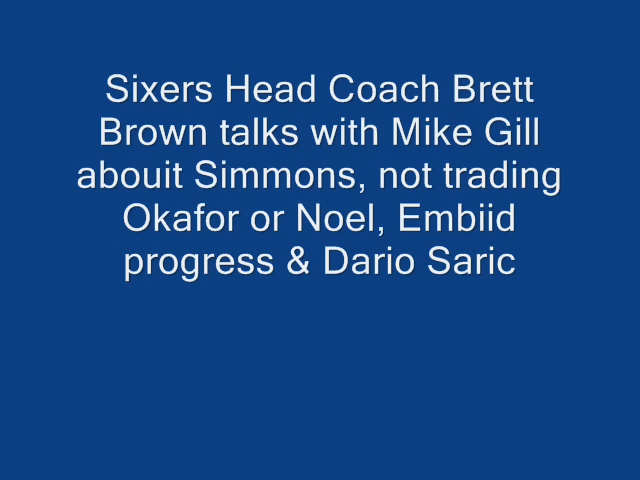 Sixers Head Coach Brett
Brown talks with Mike Gill
abouit Simmons, not trading
Okafor or Noel, Embiid
progress & Dario Saric